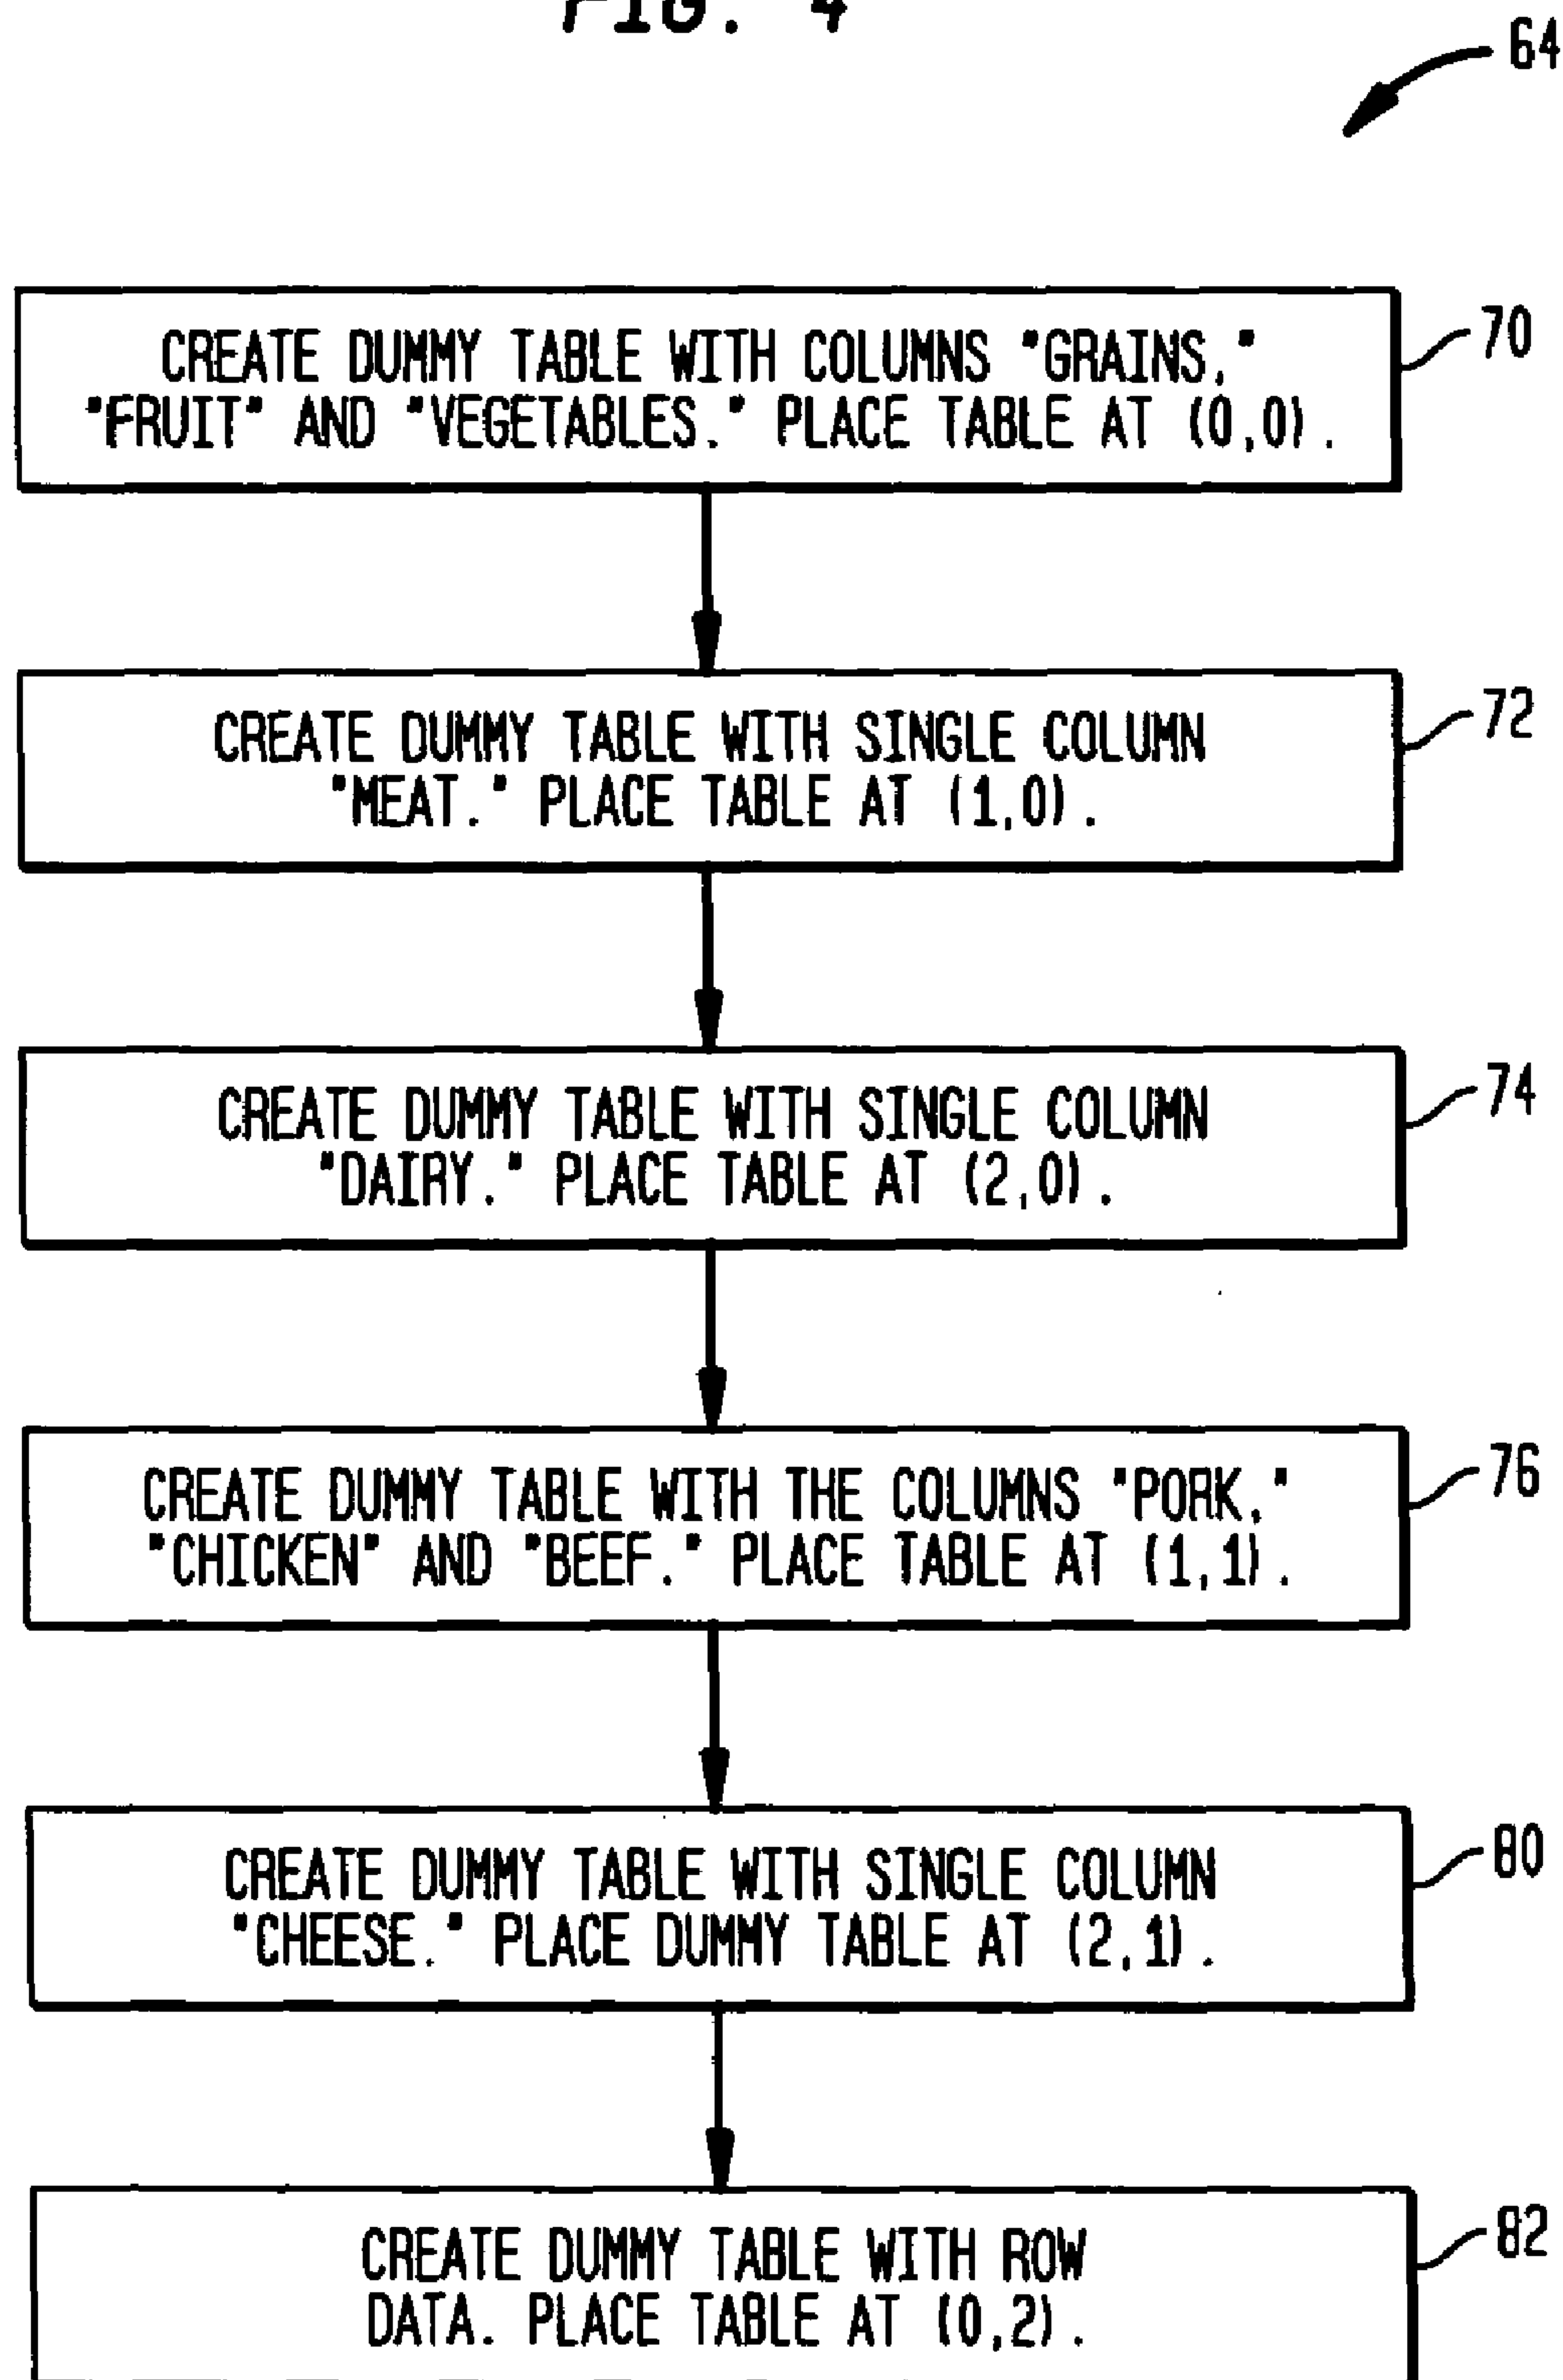 FIG. 4
64
CREATE DUMMY TABLE WITH COLUMNS "GRAINS,"
"FRUIT" AND "VEGETABLES." PLACE TABLE AT (0,0).
70
CREATE DUMMY TABLE WITH SINGLE COLUMN
"MEAT." PLACE TABLE AT (1,0).
72
CREATE DUMMY TABLE WITH SINGLE COLUMN
"DAIRY." PLACE TABLE AT (2,0).
74
CREATE DUMMY TABLE WITH THE COLUMNS "PORK,"
"CHICKEN" AND "BEEF." PLACE TABLE AT (1,1).
76
CREATE DUMMY TABLE WITH SINGLE COLUMN
"CHEESE." PLACE DUMMY TABLE AT (2,1).
80
CREATE DUMMY TABLE WITH ROW
DATA. PLACE TABLE AT (0,2).
82